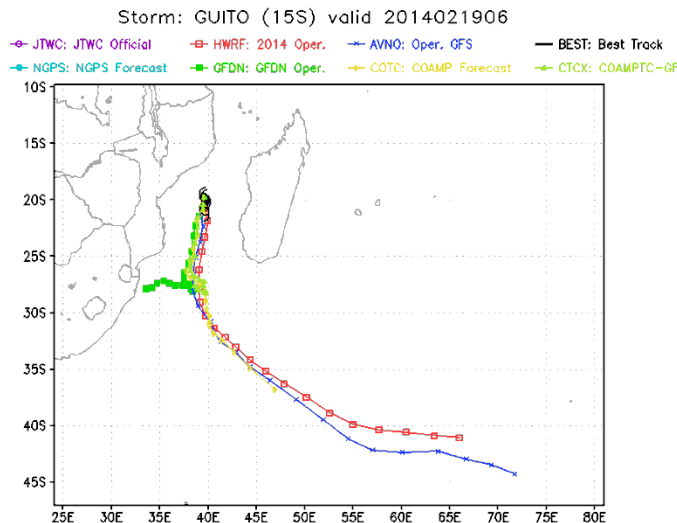 Storm: GUITO (15S) valid 2014021906
JTWC: JTWC Official HWRF: 2014 Oper. AVNO: Oper. GFS BEST: Best Track
NGPS: NGPS Forecast GFDN: GFDN Oper. COTC: COAMP Forecast CTCX: COAMPTC-GF
10S
15S
20S
25S
30S
35S
40S
45S
25E 30E 35E 40E 45E 50E 55E 60E 65E 70E 75E 80E